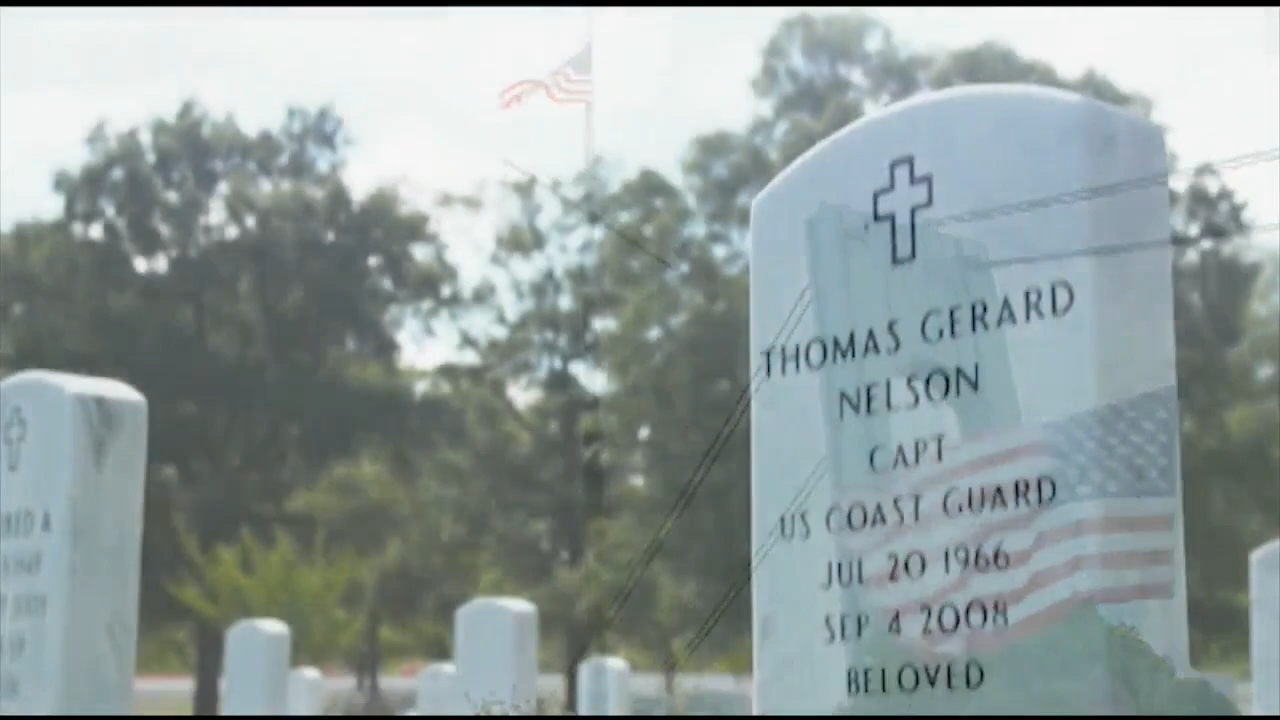 THOMAS GERARD
NELSON
CAPT
US COAST GUARD
JUL 20 1966
SEP 4 2008
BELOVED